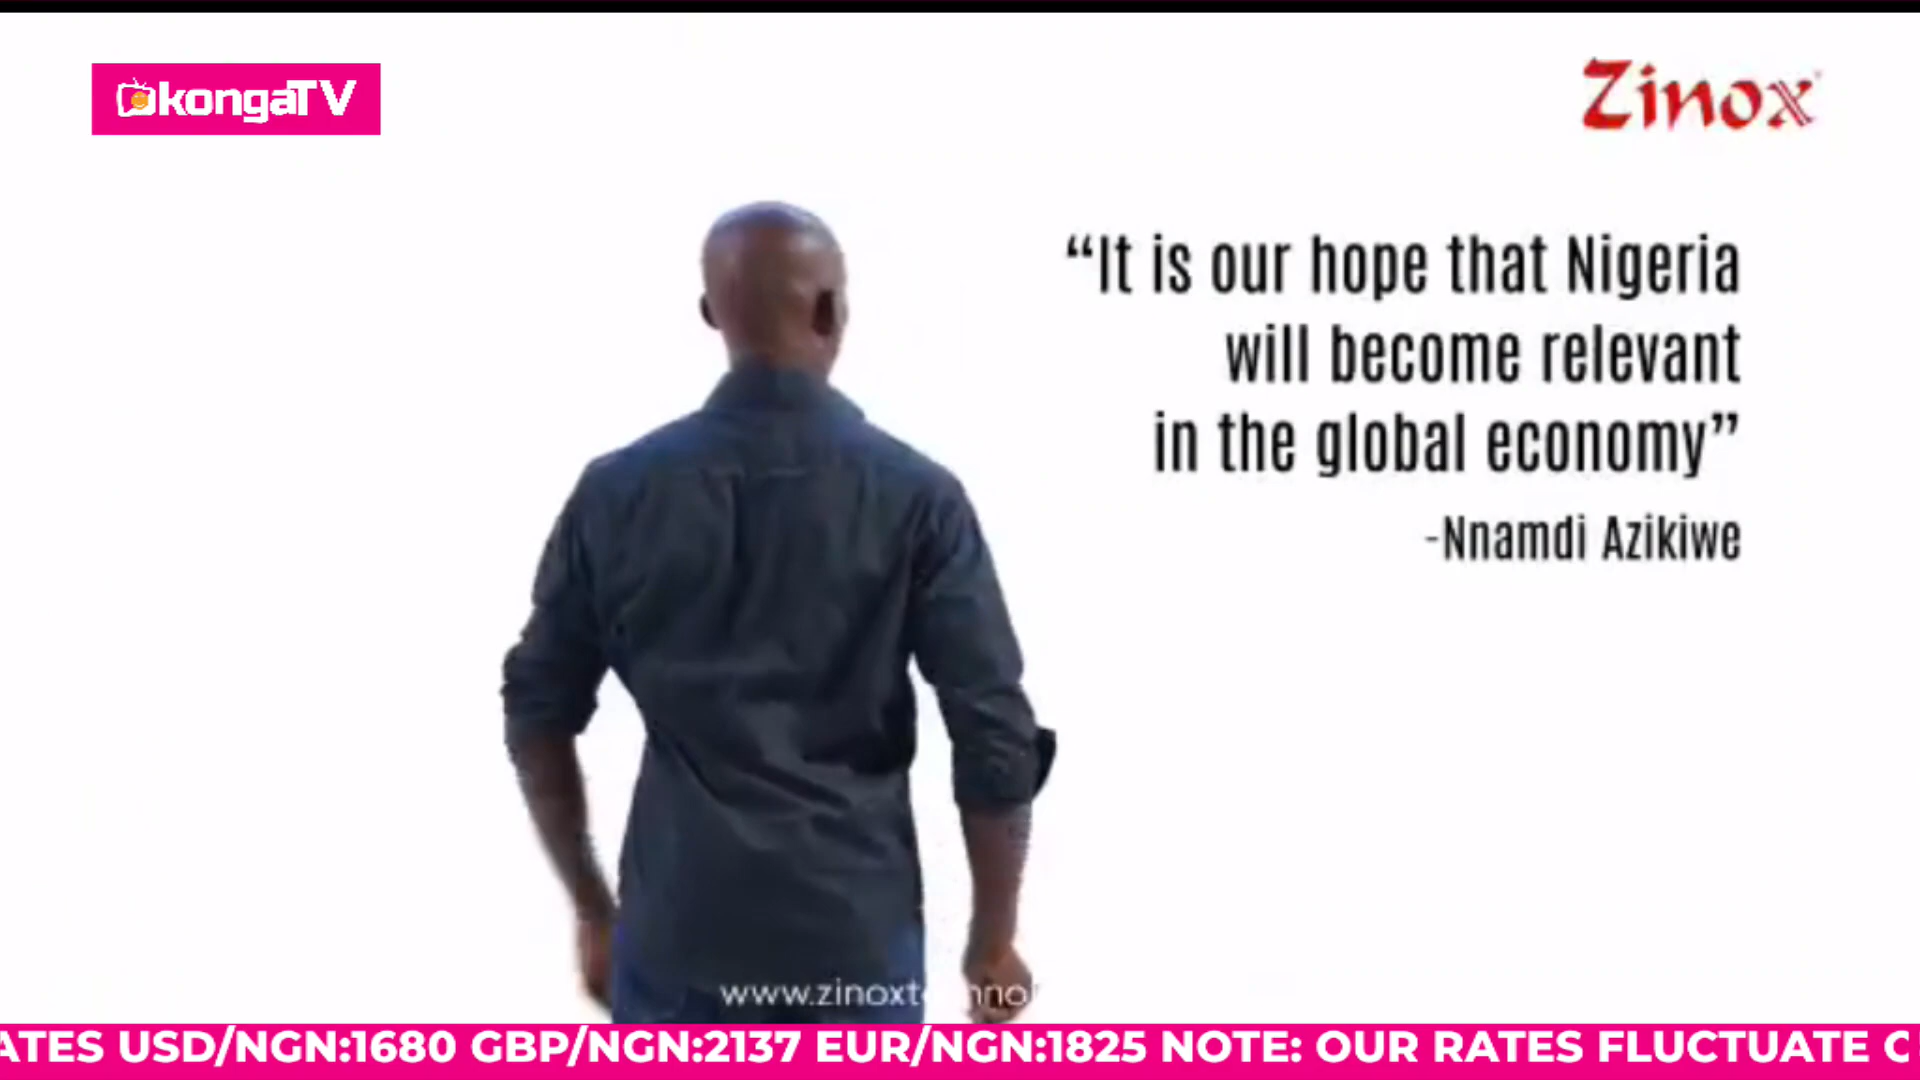 kongaTV
Zinox
“It is our hope that Nigeria
will become relevant
in the global economy”
-Nnamdi Azikiwe
ATES USD/NGN:1680 GBP/NGN:2137 EUR/NGN:1825 NOTE: OUR RATES FLUCTUATE